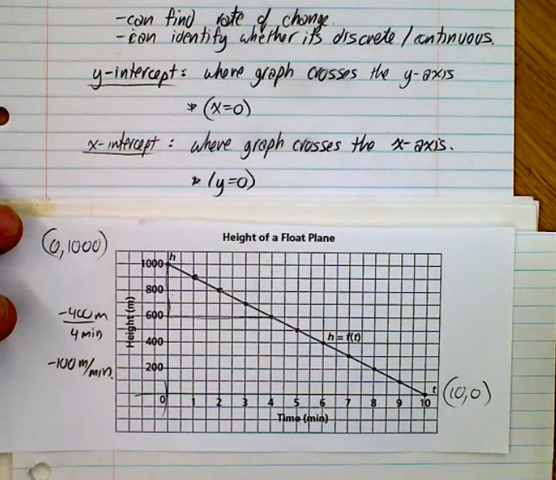 -can find rate of change.
-can identify whether its discrete / continuous.
y-intercept: where graph crosses the y-axis
* (x=0)
x-intercept: where graph crosses the x-axis.
* (y=0)
(0,1000)
Height of a Float Plane
h
1000
800
600
400
200
0
Height (m)
-400 m
4 min
-100 m/min.
h = f(t)
t
(10,0)
1 2 3 4 5 6 7 8 9 10
Time (min)